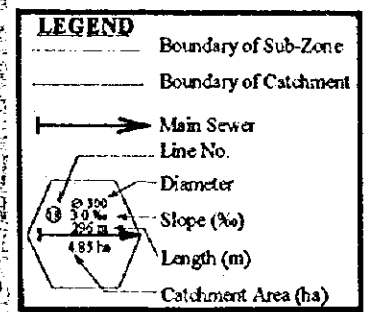 LEGEND
Boundary of Sub-Zone
Boundary of Catchment
Main Sewer
Line No.
Diameter
Ø 300
3.0 ‰
Slope (‰)
296 m
4.85 ha
Length (m)
Catchment Area (ha)